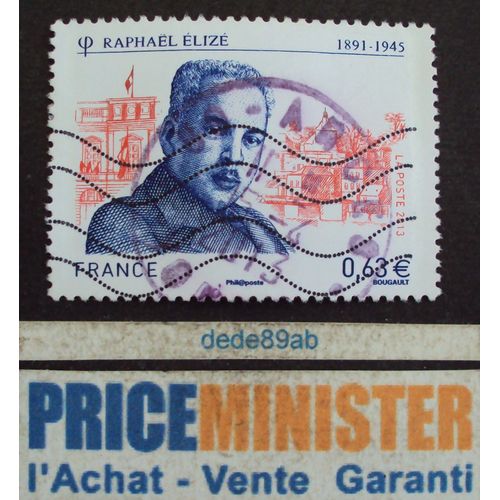 RAPHAËL ÉLIZÉ 1891-1945
LA POSTE 2013
FRANCE 0,63 €
Phil@poste BOUGAULT
dede89ab
PRICEMINISTER
l'Achat - Vente Garanti